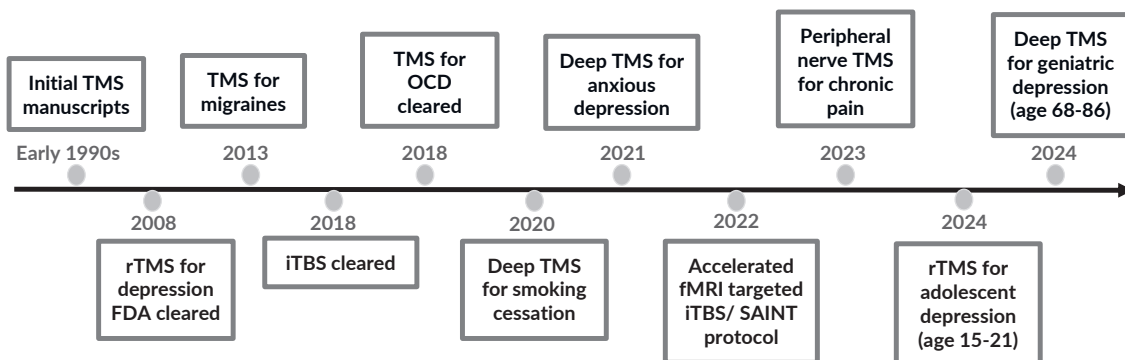 Initial TMS
manuscripts
Early 1990s
2008
rTMS for
depression
FDA cleared
TMS for
migraines
2013
2018
iTBS cleared
TMS for
OCD
cleared
2018
2020
Deep TMS
for smoking
cessation
Deep TMS for
anxious
depression
2021
2022
Accelerated
fMRI targeted
iTBS/ SAINT
protocol
Peripheral
nerve TMS
for chronic
pain
2023
2024
rTMS for
adolescent
depression
(age 15-21)
Deep TMS
for geniatric
depression
(age 68-86)
2024